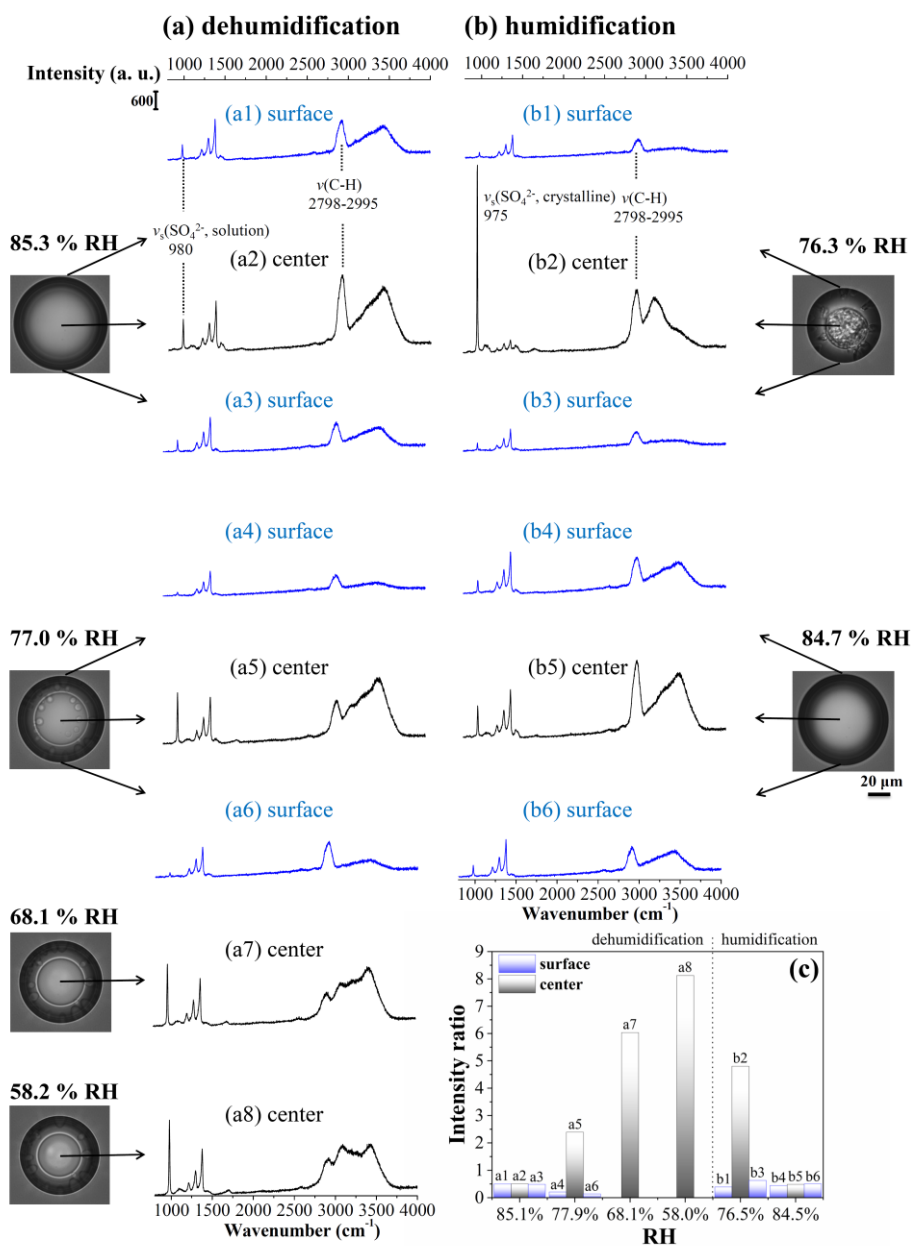 (a) dehumidification
(b) humidification
1000 1500 2000 2500 3000 3500 4000
1000 1500 2000 2500 3000 3500 4000
Intensity (a. u.)
600
(a1) surface
(b1) surface
ν(C-H)
2798-2995
νs(SO₄²⁻, crystalline)
975
ν(C-H)
2798-2995
νs(SO₄²⁻, solution)
980
85.3 % RH
(a2) center
(b2) center
76.3 % RH
(a3) surface
(b3) surface
(a4) surface
(b4) surface
77.0 % RH
84.7 % RH
(a5) center
(b5) center
20 μm
(a6) surface
(b6) surface
1000 1500 2000 2500 3000 3500 4000
Wavenumber (cm⁻¹)
68.1 % RH
(a7) center
58.2 % RH
(a8) center
1000 1500 2000 2500 3000 3500 4000
Wavenumber (cm⁻¹)
dehumidification
humidification
(c)
surface
center
Intensity ratio
9
8
7
6
5
4
3
2
1
0
a1 a2 a3
a4 a5 a6
a7
a8
b1 b2 b3
b4 b5 b6
85.1% 77.9% 68.1% 58.0% 76.5% 84.5%
RH